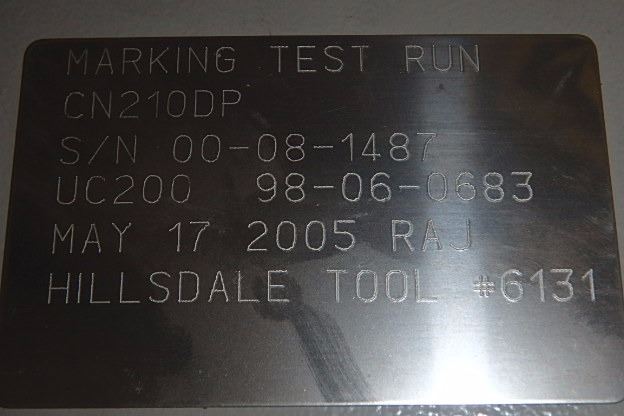 MARKING TEST RUN
CN210DP
S/N 00-08-1487
UC200 98-06-0683
MAY 17 2005 RAJ
HILLSDALE TOOL #6131